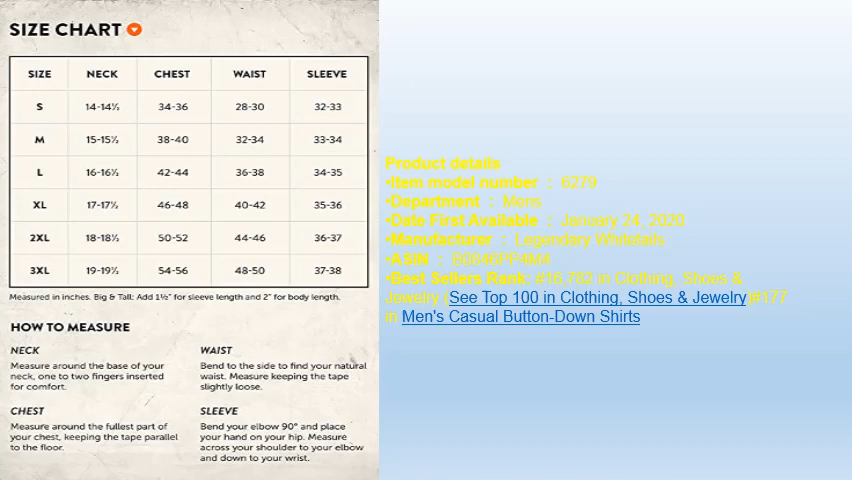 SIZE CHART
SIZE NECK CHEST WAIST SLEEVE
S 14-14½ 34-36 28-30 32-33
M 15-15½ 38-40 32-34 33-34
L 16-16½ 42-44 36-38 34-35
XL 17-17½ 46-48 40-42 35-36
2XL 18-18½ 50-52 44-46 36-37
3XL 19-19½ 54-56 48-50 37-38
Measured in inches. Big & Tall: Add 1½" for sleeve length and 2" for body length.
HOW TO MEASURE
NECK
Measure around the base of your
neck, one to two fingers inserted
for comfort.
WAIST
Bend to the side to find your natural
waist. Measure keeping the tape
slightly loose.
CHEST
Measure around the fullest part of
your chest, keeping the tape parallel
to the floor.
SLEEVE
Bend your elbow 90° and place
your hand on your hip. Measure
across your shoulder to your elbow
and down to your wrist.
Product details
•Item model number : 6279
•Department : Mens
•Date First Available : January 24, 2020
•Manufacturer : Legendary Whitetails
•ASIN : B0846PP4M4
•Best Sellers Rank: #16,782 in Clothing, Shoes &
Jewelry (See Top 100 in Clothing, Shoes & Jewelry)#177
in Men's Casual Button-Down Shirts